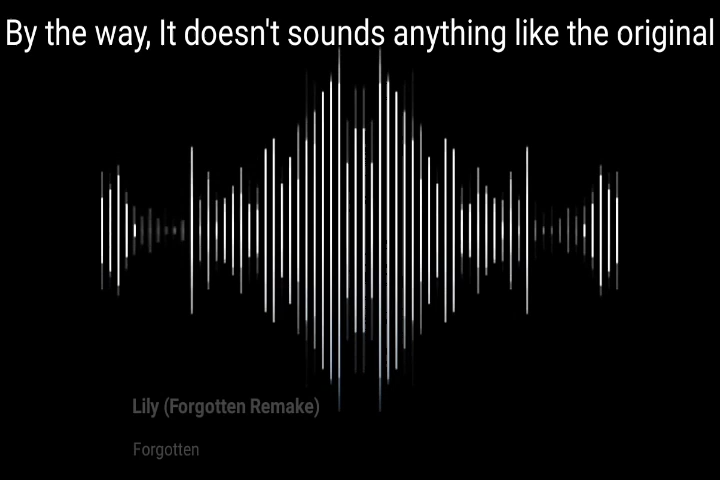 By the way, It doesn't sounds anything like the original
Lily (Forgotten Remake)
Forgotten